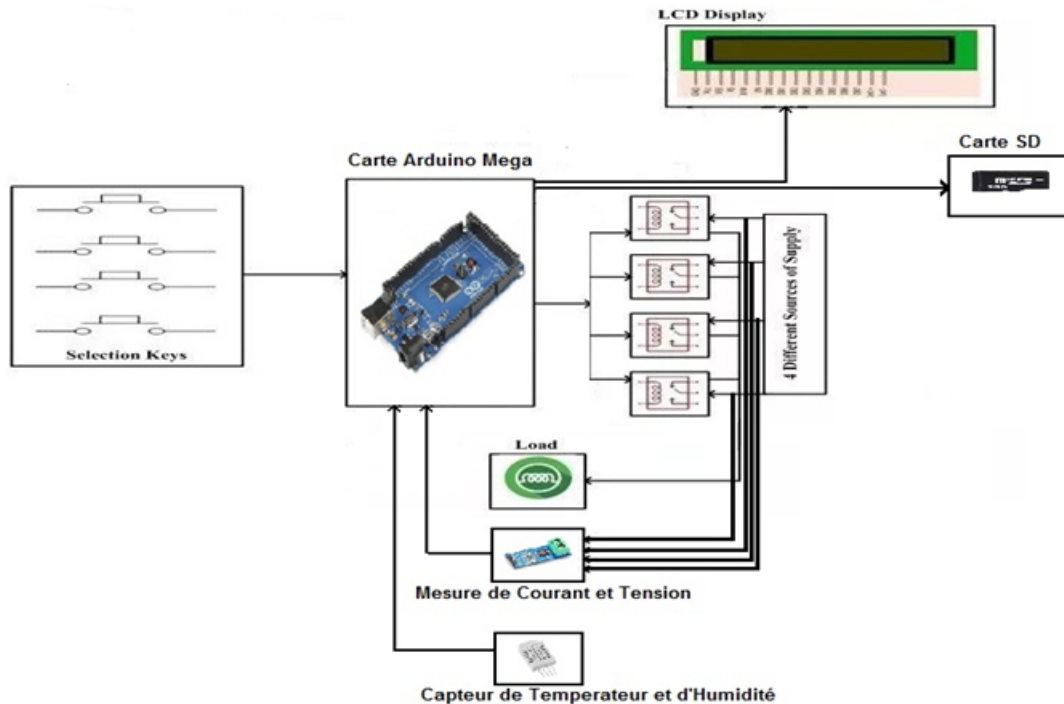 LCD Display
Carte SD
Carte Arduino Mega
Selection Keys
4 Different Sources of Supply
Load
Mesure de Courant et Tension
Capteur de Temperateur et d'Humidité